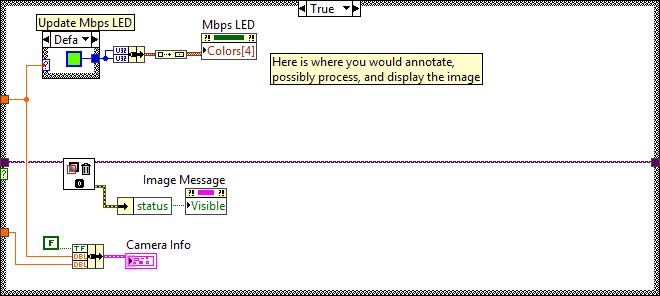 True
Update Mbps LED
Mbps LED
Defa
U32
U32
Colors[4]
Here is where you would annotate,
possibly process, and display the image
?
0
Image Message
status
Visible
F
TF
DBL
DBL
Camera Info